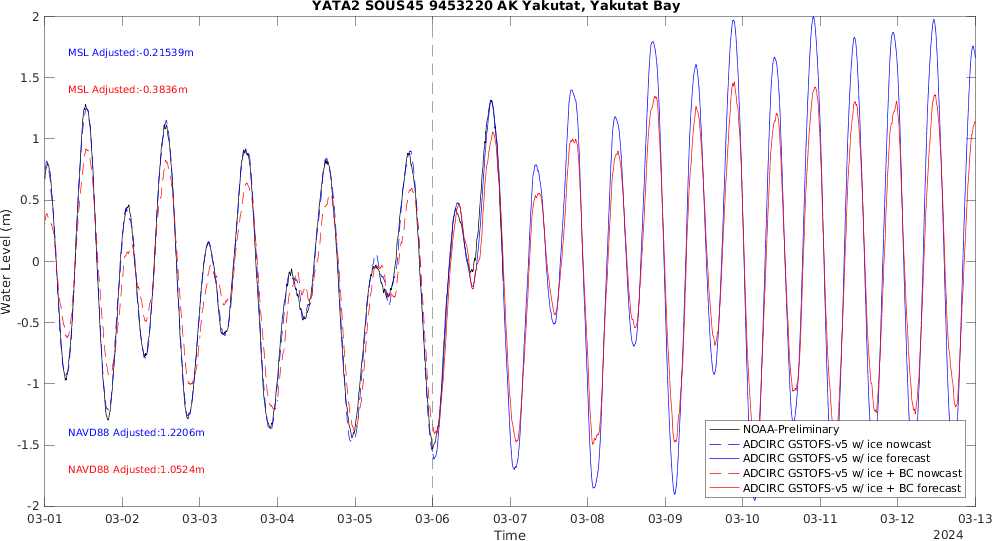 YATA2 SOUS45 9453220 AK Yakutat, Yakutat Bay
2
1.5
1
0.5
0
-0.5
-1
-1.5
-2
Water Level (m)
MSL Adjusted:-0.21539m
MSL Adjusted:-0.3836m
NAVD88 Adjusted:1.2206m
NAVD88 Adjusted:1.0524m
NOAA-Preliminary
ADCIRC GSTOFS-v5 w/ ice nowcast
ADCIRC GSTOFS-v5 w/ ice forecast
ADCIRC GSTOFS-v5 w/ ice + BC nowcast
ADCIRC GSTOFS-v5 w/ ice + BC forecast
03-01 03-02 03-03 03-04 03-05 03-06 03-07 03-08 03-09 03-10 03-11 03-12 03-13
Time
2024